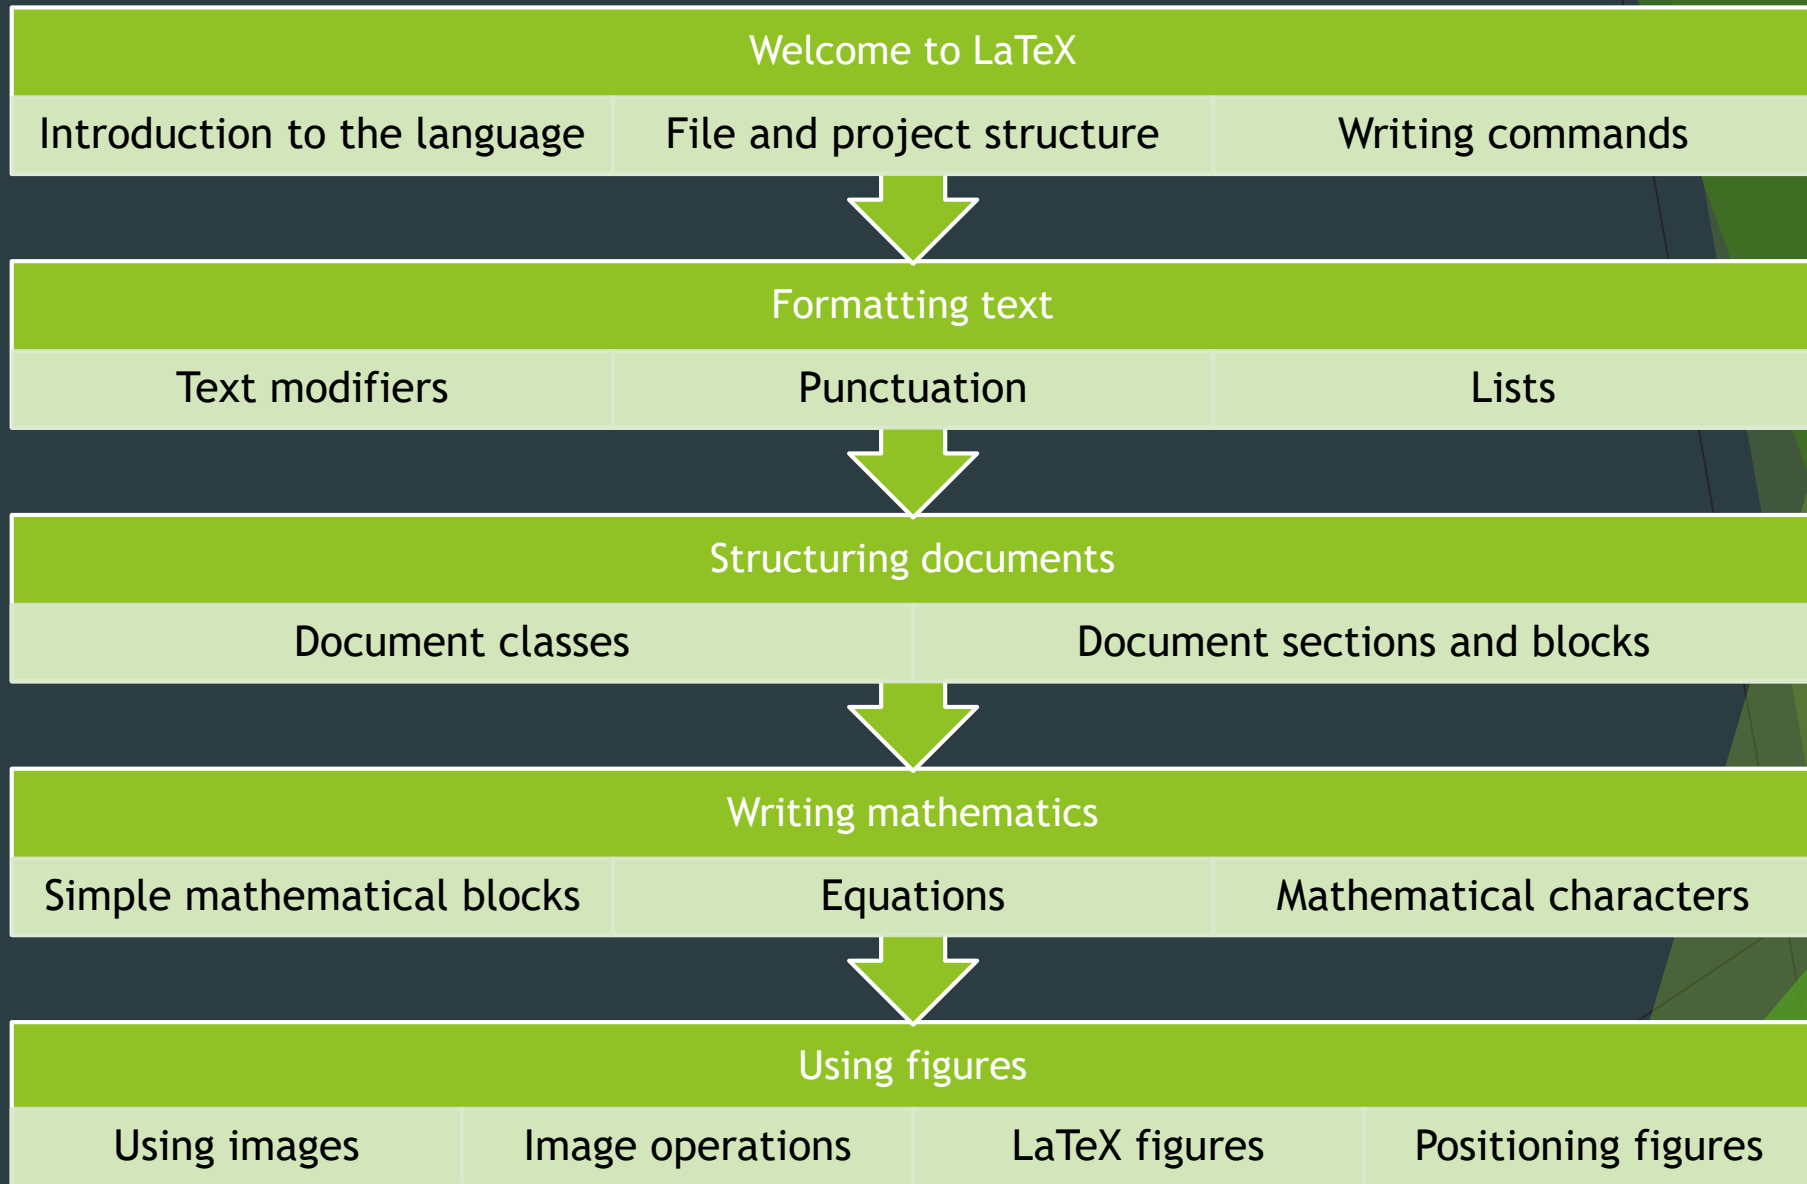 Welcome to LaTeX
Introduction to the language
File and project structure
Writing commands
Formatting text
Text modifiers
Punctuation
Lists
Structuring documents
Document classes
Document sections and blocks
Writing mathematics
Simple mathematical blocks
Equations
Mathematical characters
Using figures
Using images
Image operations
LaTeX figures
Positioning figures